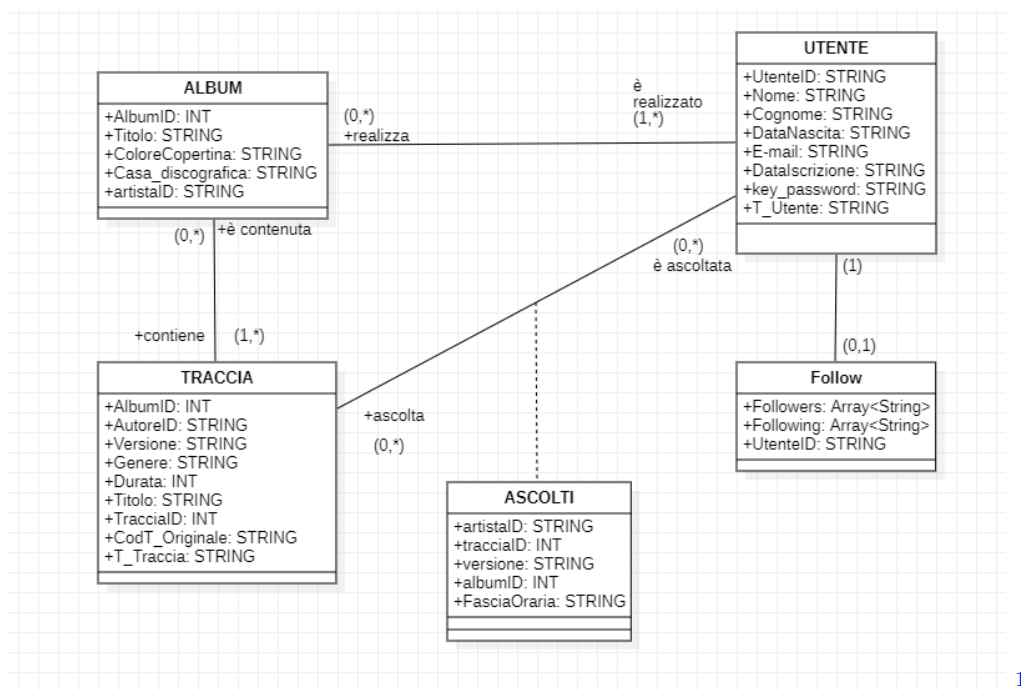 UTENTE
+UtenteID: STRING
+Nome: STRING
+Cognome: STRING
+DataNascita: STRING
+E-mail: STRING
+DataIscrizione: STRING
+key_password: STRING
+T_Utente: STRING
ALBUM
+AlbumID: INT
+Titolo: STRING
+ColoreCopertina: STRING
+Casa_discografica: STRING
+artistaID: STRING
(0,*)
+realizza
è
realizzato
(1,*)
(0,*)
+è contenuta
+contiene
(1,*)
(0,*)
è ascoltata
(1)
(0,1)
TRACCIA
+AlbumID: INT
+AutoreID: STRING
+Versione: STRING
+Genere: STRING
+Durata: INT
+Titolo: STRING
+TracciaID: INT
+CodT_Originale: STRING
+T_Traccia: STRING
+ascolta
(0,*)
Follow
+Followers: Array<String>
+Following: Array<String>
+UtenteID: STRING
ASCOLTI
+artistaID: STRING
+tracciaID: INT
+versione: STRING
+albumID: INT
+FasciaOraria: STRING
1